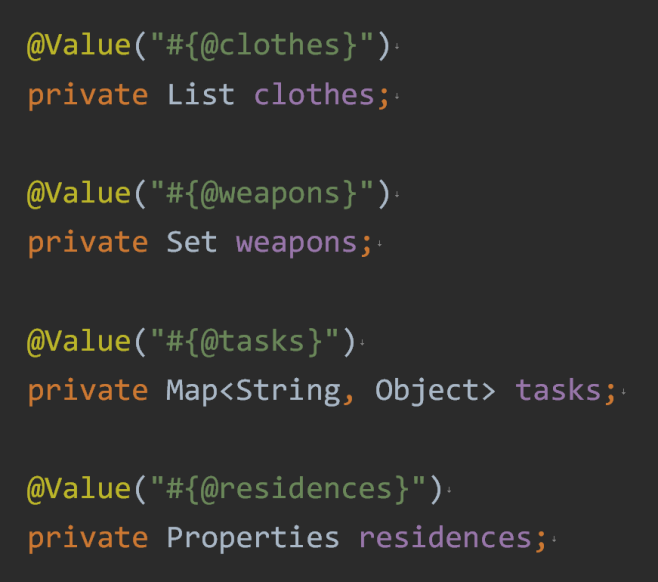 @Value("#{@clothes}")↓
private List clothes;↓
@Value("#{@weapons}")↓
private Set weapons;↓
@Value("#{@tasks}")↓
private Map<String, Object> tasks;↓
@Value("#{@residences}")↓
private Properties residences;↓